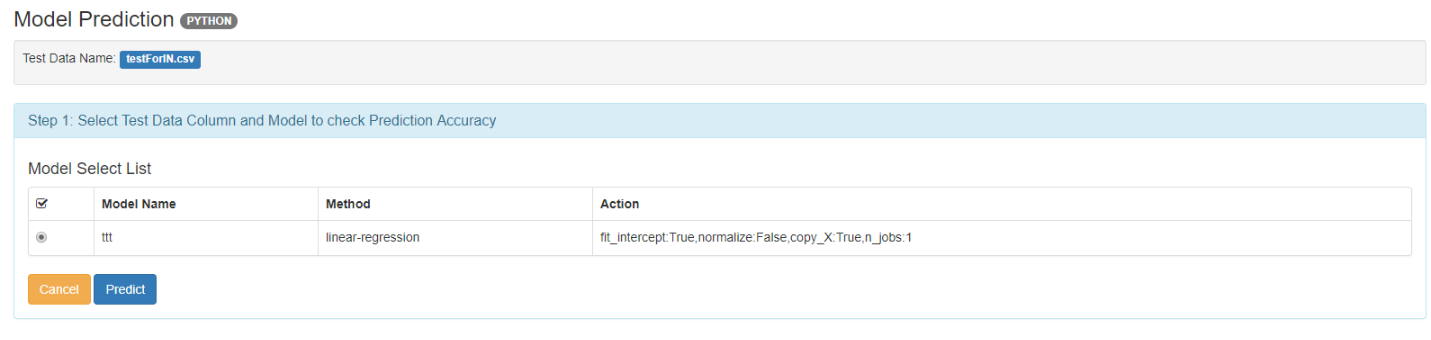 Model Prediction PYTHON
Test Data Name: testForIN.csv
Step 1: Select Test Data Column and Model to check Prediction Accuracy
Model Select List
Model Name Method Action
ttt linear-regression fit_intercept:True,normalize:False,copy_X:True,n_jobs:1
Cancel Predict